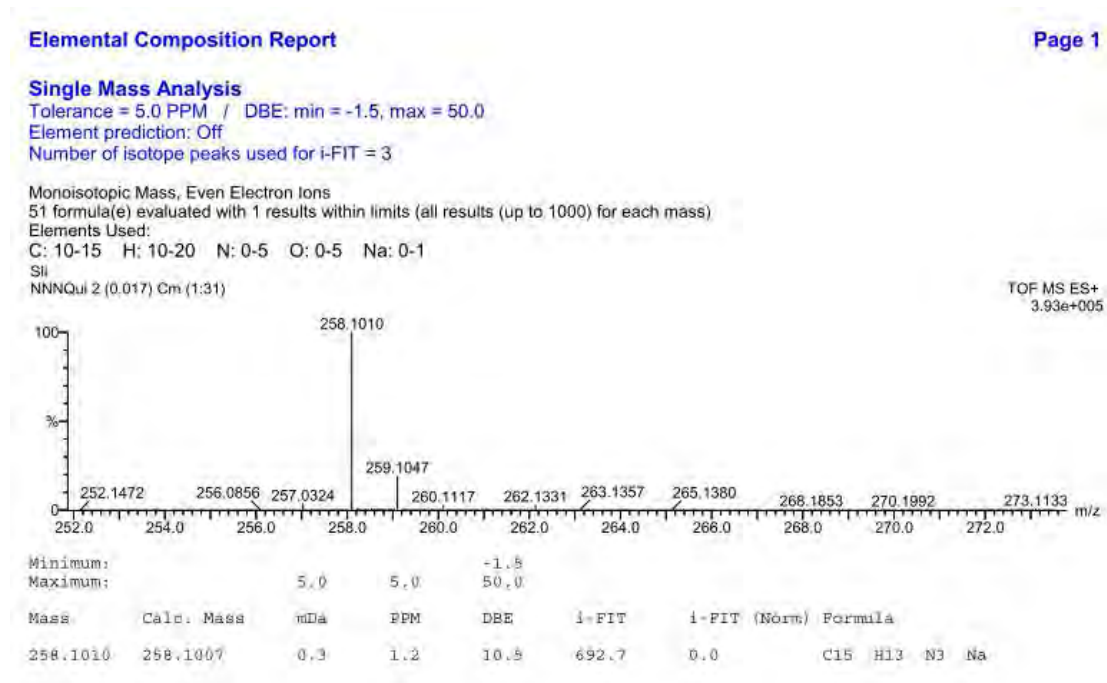 Elemental Composition Report Page 1
Single Mass Analysis
Tolerance = 5.0 PPM / DBE: min = -1.5, max = 50.0
Element prediction: Off
Number of isotope peaks used for i-FIT = 3
Monoisotopic Mass, Even Electron Ions
51 formula(e) evaluated with 1 results within limits (all results (up to 1000) for each mass)
Elements Used:
C: 10-15 H: 10-20 N: 0-5 O: 0-5 Na: 0-1
Sli
NNNQui 2 (0.017) Cm (1:31) TOF MS ES+
3.93e+005
258.1010
100
%
259.1047
252.1472 256.0856 257.0324 260.1117 262.1331 263.1357 265.1380 268.1853 270.1992 273.1133
0
m/z
252.0 254.0 256.0 258.0 260.0 262.0 264.0 266.0 268.0 270.0 272.0
Minimum: -1.5
Maximum: 5.0 5.0 50.0
Mass Calc. Mass mDa PPM DBE i-FIT i-FIT (Norm) Formula
258.1010 258.1007 0.3 1.2 10.5 692.7 0.0 C15 H13 N3 Na